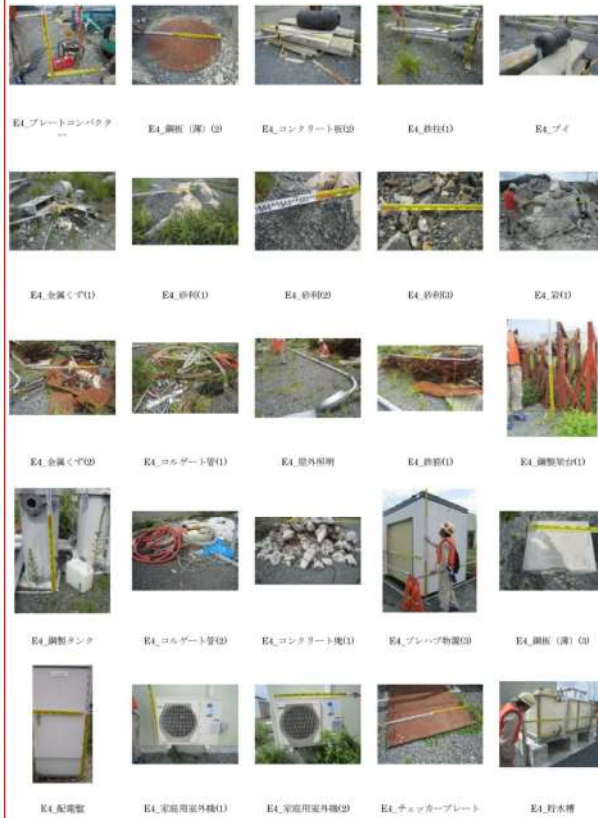 E4_プレートコンパクター
E4_鋼板（薄）(2)
E4_コンクリート板(2)
E4_鉄柱(1)
E4_ブイ
E4_金属くず(1)
E4_砂利(1)
E4_砂利(2)
E4_砂利(3)
E4_岩(1)
E4_金属くず(2)
E4_コルゲート管(1)
E4_屋外照明
E4_鉄筋(1)
E4_鋼製架台(1)
E4_鋼製タンク
E4_コルゲート管(2)
E4_コンクリート塊(1)
E4_プレハブ物置(3)
E4_鋼板（薄）(3)
E4_配電盤
E4_家庭用室外機(1)
E4_家庭用室外機(2)
E4_チェッカープレート
E4_貯水槽